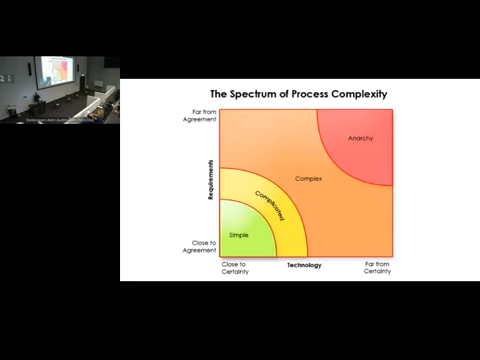 The Spectrum of Process Complexity
Far from
Agreement
Anarchy
Requirements
Complex
Complicated
Simple
Close to
Agreement
Close to
Certainty
Technology
Far from
Certainty